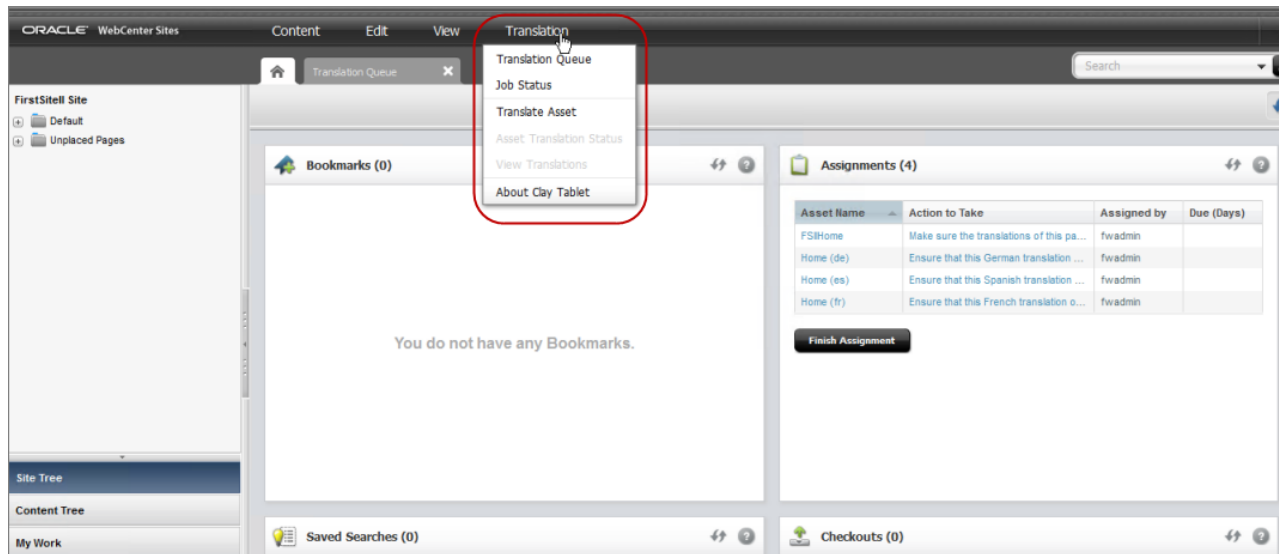 ORACLE WebCenter Sites
Content Edit View Translation
Translation Queue
Search
Translation Queue
Job Status
Translate Asset
Asset Translation Status
View Translations
About Clay Tablet
FirstSiteII Site
Default
Unplaced Pages
Bookmarks (0)
You do not have any Bookmarks.
Assignments (4)
Asset Name Action to Take Assigned by Due (Days)
FSIIHome Make sure the translations of this pa... fwadmin
Home (de) Ensure that this German translation ... fwadmin
Home (es) Ensure that this Spanish translation ... fwadmin
Home (fr) Ensure that this French translation o... fwadmin
Finish Assignment
Site Tree
Content Tree
My Work
Saved Searches (0)
Checkouts (0)